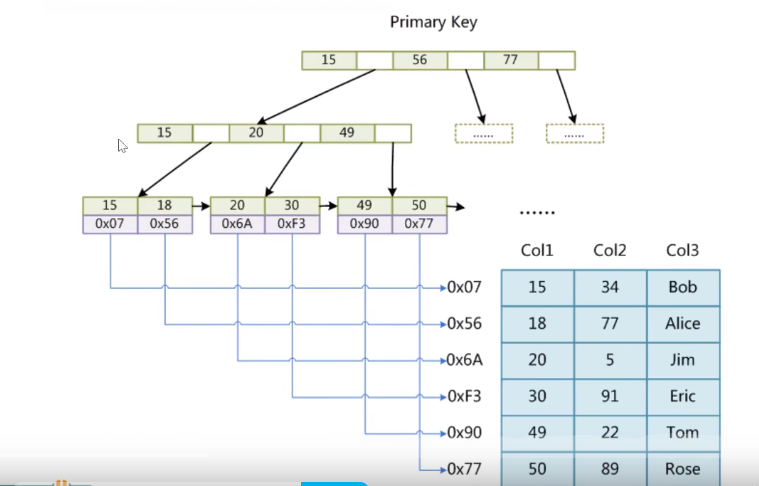 Primary Key
15 56 77
15 20 49
...... ......
15 18 20 30 49 50
0x07 0x56 0x6A 0xF3 0x90 0x77
......
Col1 Col2 Col3
0x07 15 34 Bob
0x56 18 77 Alice
0x6A 20 5 Jim
0xF3 30 91 Eric
0x90 49 22 Tom
0x77 50 89 Rose